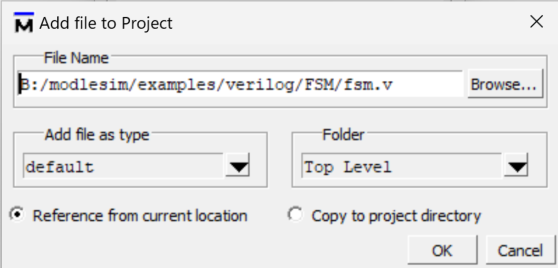 Add file to Project
File Name
B:/modlesim/examples/verilog/FSM/fsm.v Browse...
Add file as type Folder
default Top Level
Reference from current location Copy to project directory
OK Cancel